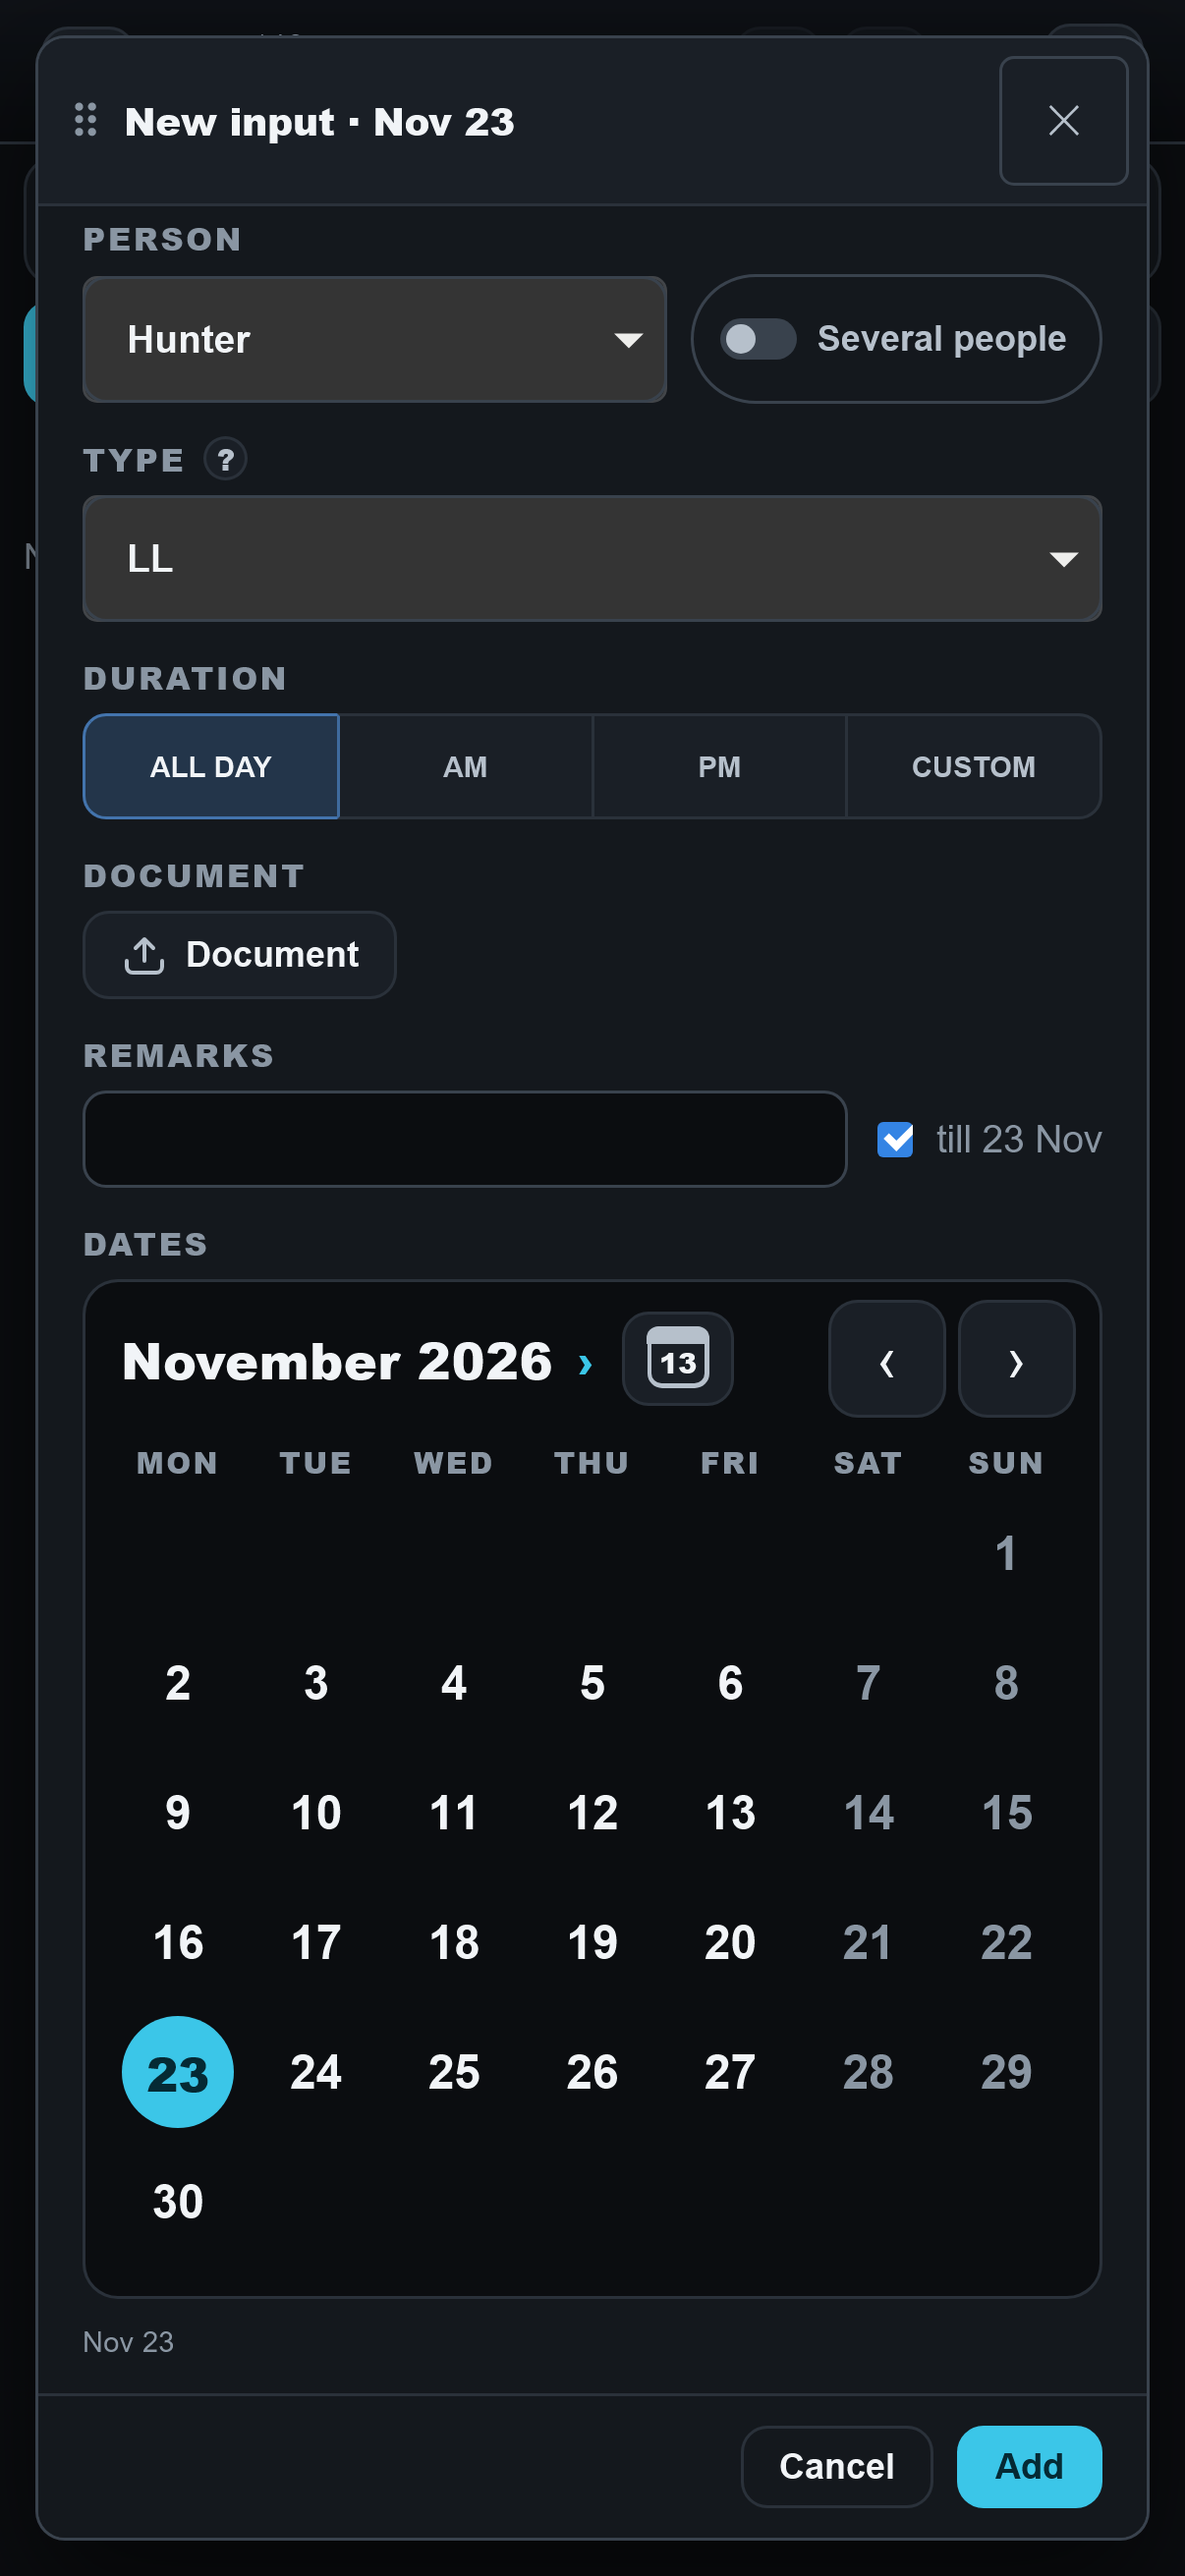 New input · Nov 23
PERSON
Hunter
Several people
TYPE ?
LL
DURATION
ALL DAY AM PM CUSTOM
DOCUMENT
Document
REMARKS
till 23 Nov
DATES
November 2026 › 13 ‹ ›
MON TUE WED THU FRI SAT SUN
1
2 3 4 5 6 7 8
9 10 11 12 13 14 15
16 17 18 19 20 21 22
23 24 25 26 27 28 29
30
Nov 23
Cancel Add